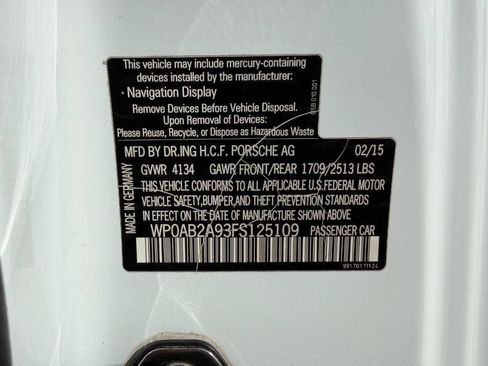 This vehicle may include mercury-containing
devices installed by the manufacturer:
• Navigation Display
Remove Devices Before Vehicle Disposal.
Upon Removal of Devices
Please Reuse, Recycle, or Dispose as Hazardous Waste
958.010.001
MADE IN GERMANY
MFD BY DR.ING H.C.F. PORSCHE AG 02/15
GVWR 4134 GAWR FRONT/REAR 1709/2513 LBS
THIS VEHICLE CONFORMS TO ALL APPLICABLE U.S.FEDERAL MOTOR
VEHICLE SAFETY,BUMPER,AND THEFT PREVENTION STANDARDS
IN EFFECT ON THE DATE OF MANUFACTURE SHOWN ABOVE.
WP0AB2A93FS125109 PASSENGER CAR